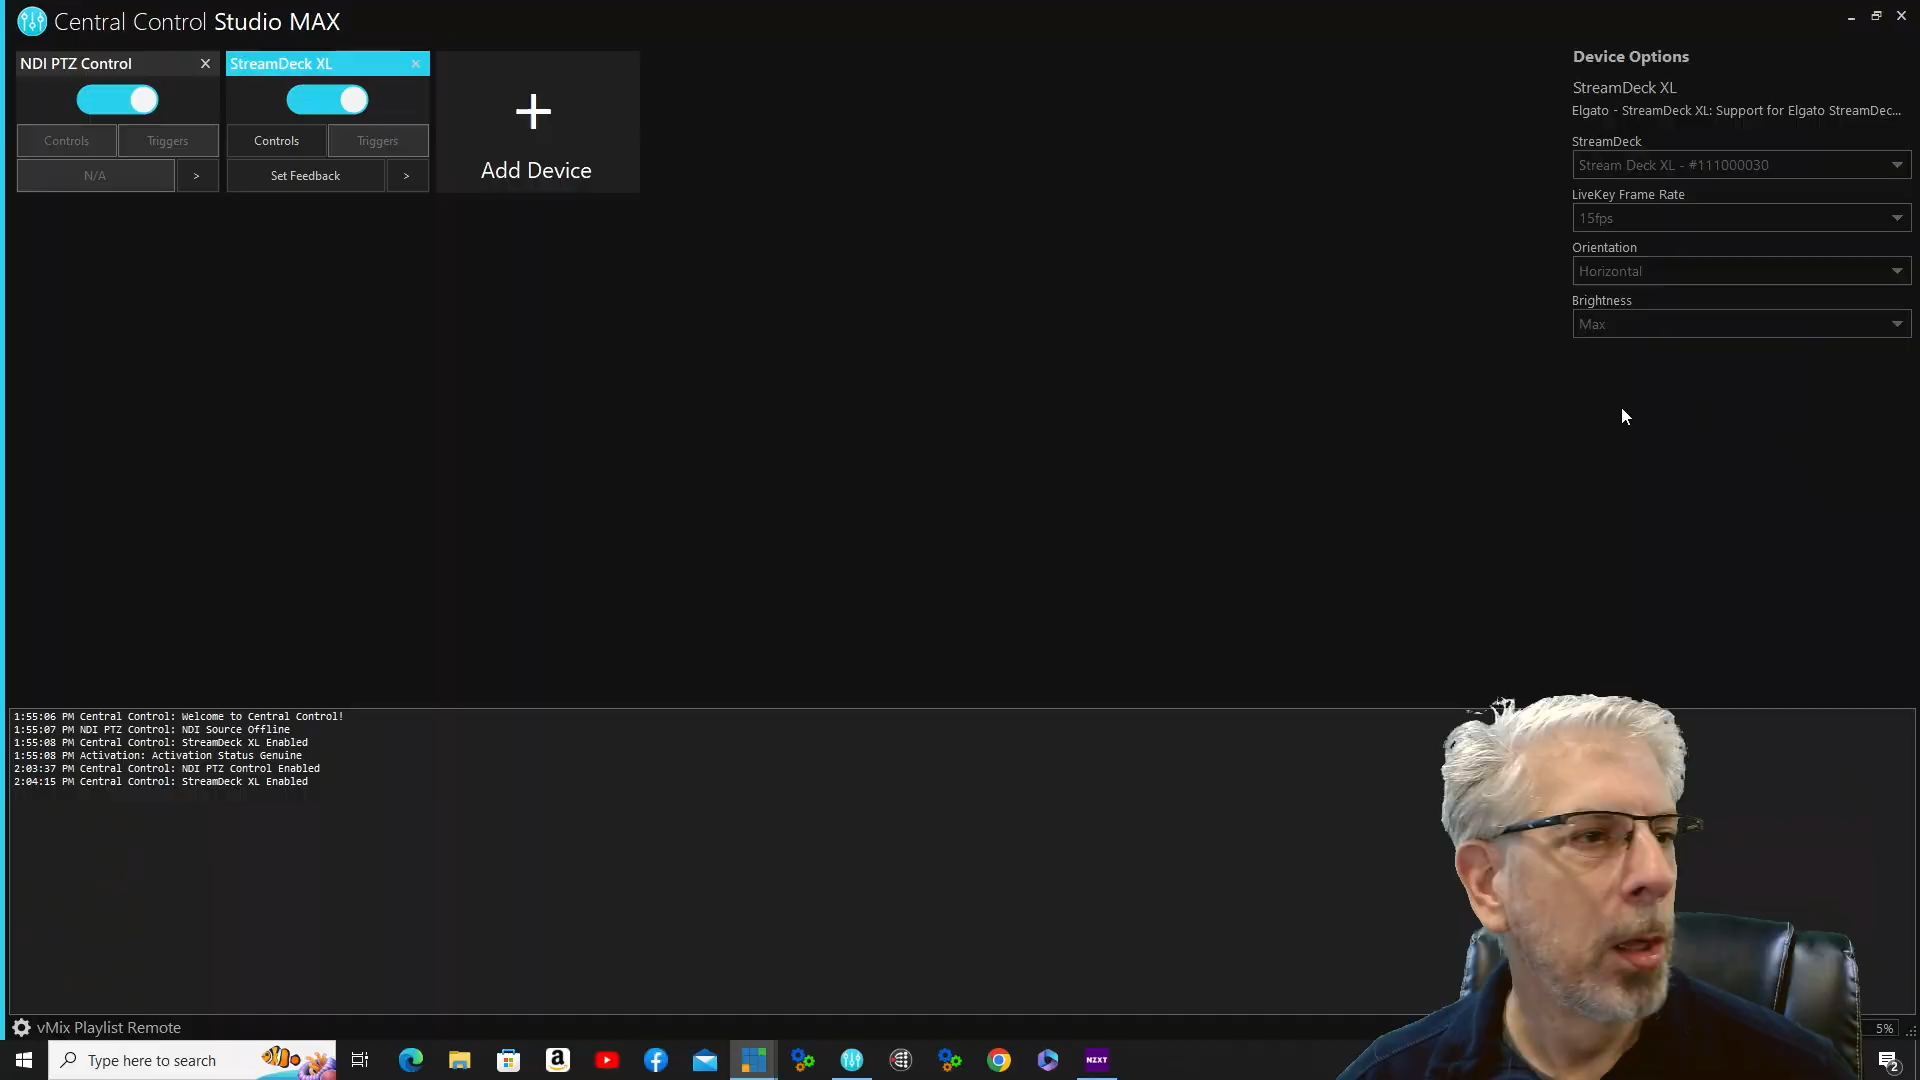 Central Control Studio MAX
NDI PTZ Control
StreamDeck XL
Controls
Triggers
Controls
Triggers
N/A
>
Set Feedback
>
Add Device
Device Options
StreamDeck XL
Elgato - StreamDeck XL: Support for Elgato StreamDec...
StreamDeck
Stream Deck XL - #111000030
LiveKey Frame Rate
15fps
Orientation
Horizontal
Brightness
Max
1:55:06 PM Central Control: Welcome to Central Control!
1:55:07 PM NDI PTZ Control: NDI Source Offline
1:55:08 PM Central Control: StreamDeck XL Enabled
1:55:08 PM Activation: Activation Status Genuine
2:03:37 PM Central Control: NDI PTZ Control Enabled
2:04:15 PM Central Control: StreamDeck XL Enabled
vMix Playlist Remote
5%
Type here to search
NZXT
2